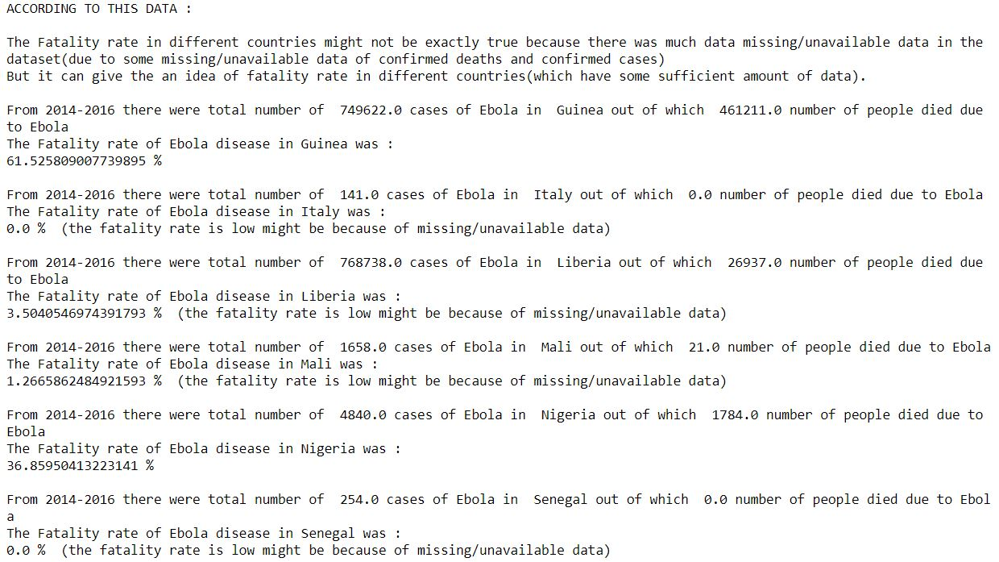 ACCORDING TO THIS DATA :
The Fatality rate in different countries might not be exactly true because there was much data missing/unavailable data in the
dataset(due to some missing/unavailable data of confirmed deaths and confirmed cases)
But it can give the an idea of fatality rate in different countries(which have some sufficient amount of data).
From 2014-2016 there were total number of  749622.0 cases of Ebola in  Guinea out of which  461211.0 number of people died due
to Ebola
The Fatality rate of Ebola disease in Guinea was :
61.525809007739895 %
From 2014-2016 there were total number of  141.0 cases of Ebola in  Italy out of which  0.0 number of people died due to Ebola
The Fatality rate of Ebola disease in Italy was :
0.0 %  (the fatality rate is low might be because of missing/unavailable data)
From 2014-2016 there were total number of  768738.0 cases of Ebola in  Liberia out of which  26937.0 number of people died due
to Ebola
The Fatality rate of Ebola disease in Liberia was :
3.5040546974391793 %  (the fatality rate is low might be because of missing/unavailable data)
From 2014-2016 there were total number of  1658.0 cases of Ebola in  Mali out of which  21.0 number of people died due to Ebola
The Fatality rate of Ebola disease in Mali was :
1.2665862484921593 %  (the fatality rate is low might be because of missing/unavailable data)
From 2014-2016 there were total number of  4840.0 cases of Ebola in  Nigeria out of which  1784.0 number of people died due to
Ebola
The Fatality rate of Ebola disease in Nigeria was :
36.85950413223141 %
From 2014-2016 there were total number of  254.0 cases of Ebola in  Senegal out of which  0.0 number of people died due to Ebol
a
The Fatality rate of Ebola disease in Senegal was :
0.0 %  (the fatality rate is low might be because of missing/unavailable data)